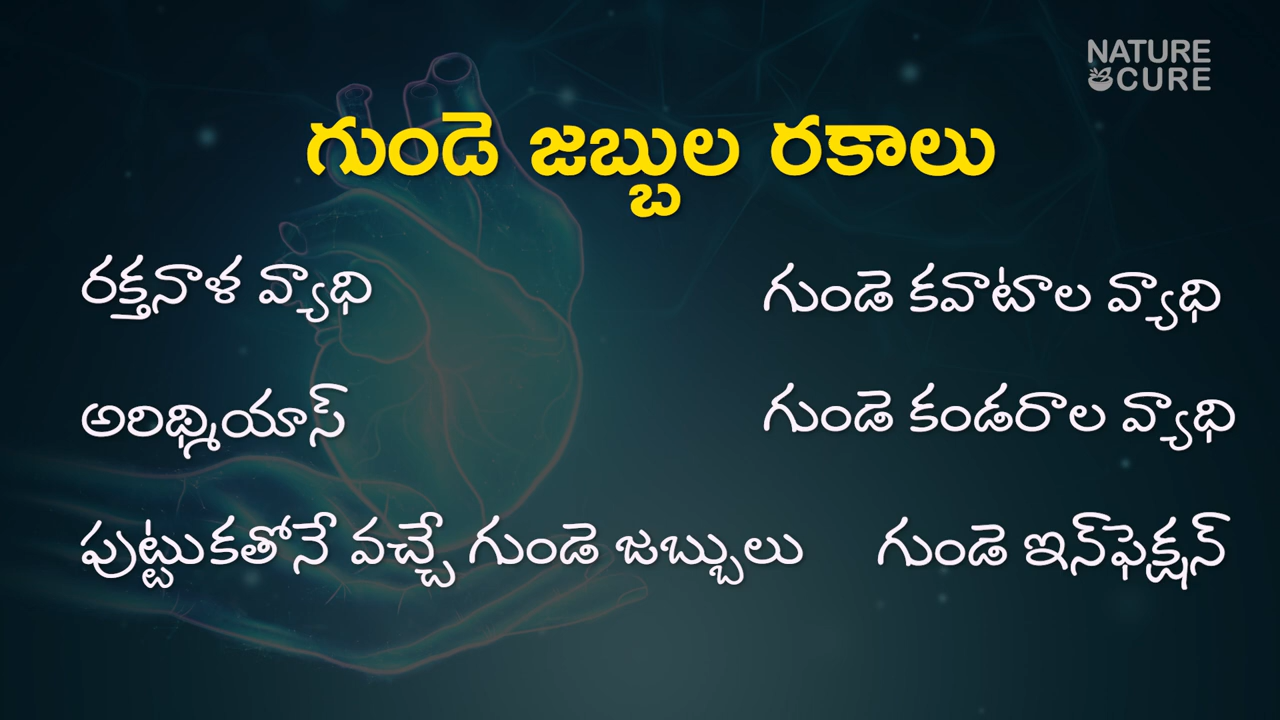 NATURE
CURE
గుండె జబ్బుల రకాలు
రక్తనాళ వ్యాధి
గుండె కవాటాల వ్యాధి
అరిథ్మియాస్
గుండె కండరాల వ్యాధి
పుట్టుకతోనే వచ్చే గుండె జబ్బులు
గుండె ఇన్‌ఫెక్షన్